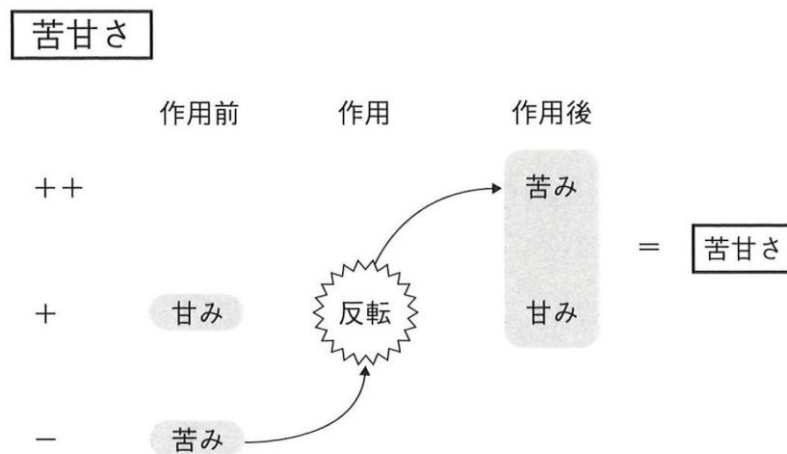 苦甘さ
作用前 作用 作用後
++ 苦み
= 苦甘さ
+ 甘み 反転 甘み
− 苦み